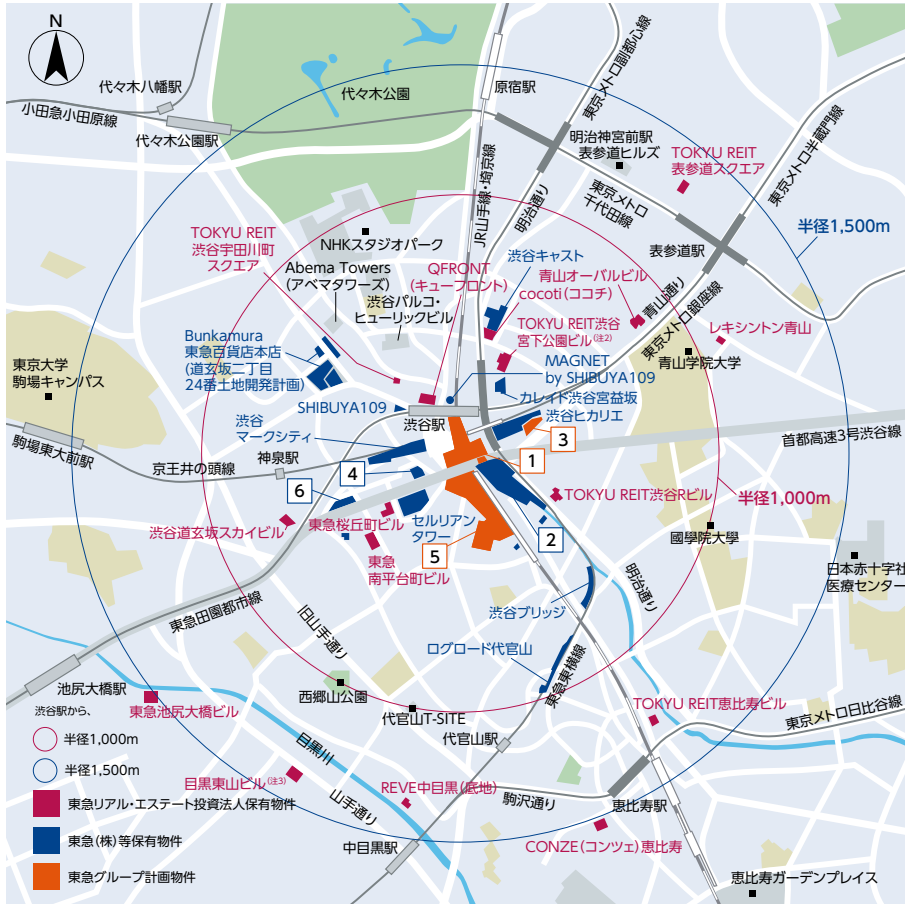 N
代々木八幡駅
小田急小田原線
代々木公園駅
代々木公園
原宿駅
東京メトロ副都心線
明治神宮前駅
表参道ヒルズ
TOKYU REIT
表参道スクエア
東京メトロ半蔵門線
東京メトロ
千代田線
JR山手線・埼京線
明治通り
表参道駅
半径1,500m
TOKYU REIT
渋谷宇田川町
スクエア
NHKスタジオパーク
Abema Towers
(アベマタワーズ)
渋谷パルコ・
ヒューリックビル
QFRONT
(キューフロント)
渋谷キャスト
青山オーバルビル
cocoti(ココチ)
青山通り
東京メトロ銀座線
TOKYU REIT渋谷
宮下公園ビル(注2)
レキシントン青山
青山学院大学
Bunkamura
東急百貨店本店
(道玄坂二丁目
24番土地開発計画)
MAGNET
by SHIBUYA109
カレイド渋谷宮益坂
東京大学
駒場キャンパス
SHIBUYA109
渋谷駅
渋谷ヒカリエ
渋谷
マークシティ
3
首都高速3号渋谷線
駒場東大前駅
京王井の頭線
神泉駅
1
4
6
TOKYU REIT渋谷Rビル
半径1,000m
渋谷道玄坂スカイビル
東急桜丘町ビル
セルリアン
タワー
2
國學院大學
5
東急
南平台町ビル
日本赤十字社
医療センター
明治通り
東急田園都市線
旧山手通り
渋谷ブリッジ
ログロード代官山
東急東横線
池尻大橋駅
東急池尻大橋ビル
西郷山公園
代官山T-SITE
TOKYU REIT恵比寿ビル
東京メトロ日比谷線
渋谷駅から、
半径1,000m
半径1,500m
代官山駅
目黒川
目黒東山ビル(注3)
山手通り
REVE中目黒(底地)
駒沢通り
恵比寿駅
東急リアル・エステート投資法人保有物件
東急(株)等保有物件
東急グループ計画物件
中目黒駅
CONZE(コンツェ)恵比寿
恵比寿ガーデンプレイス